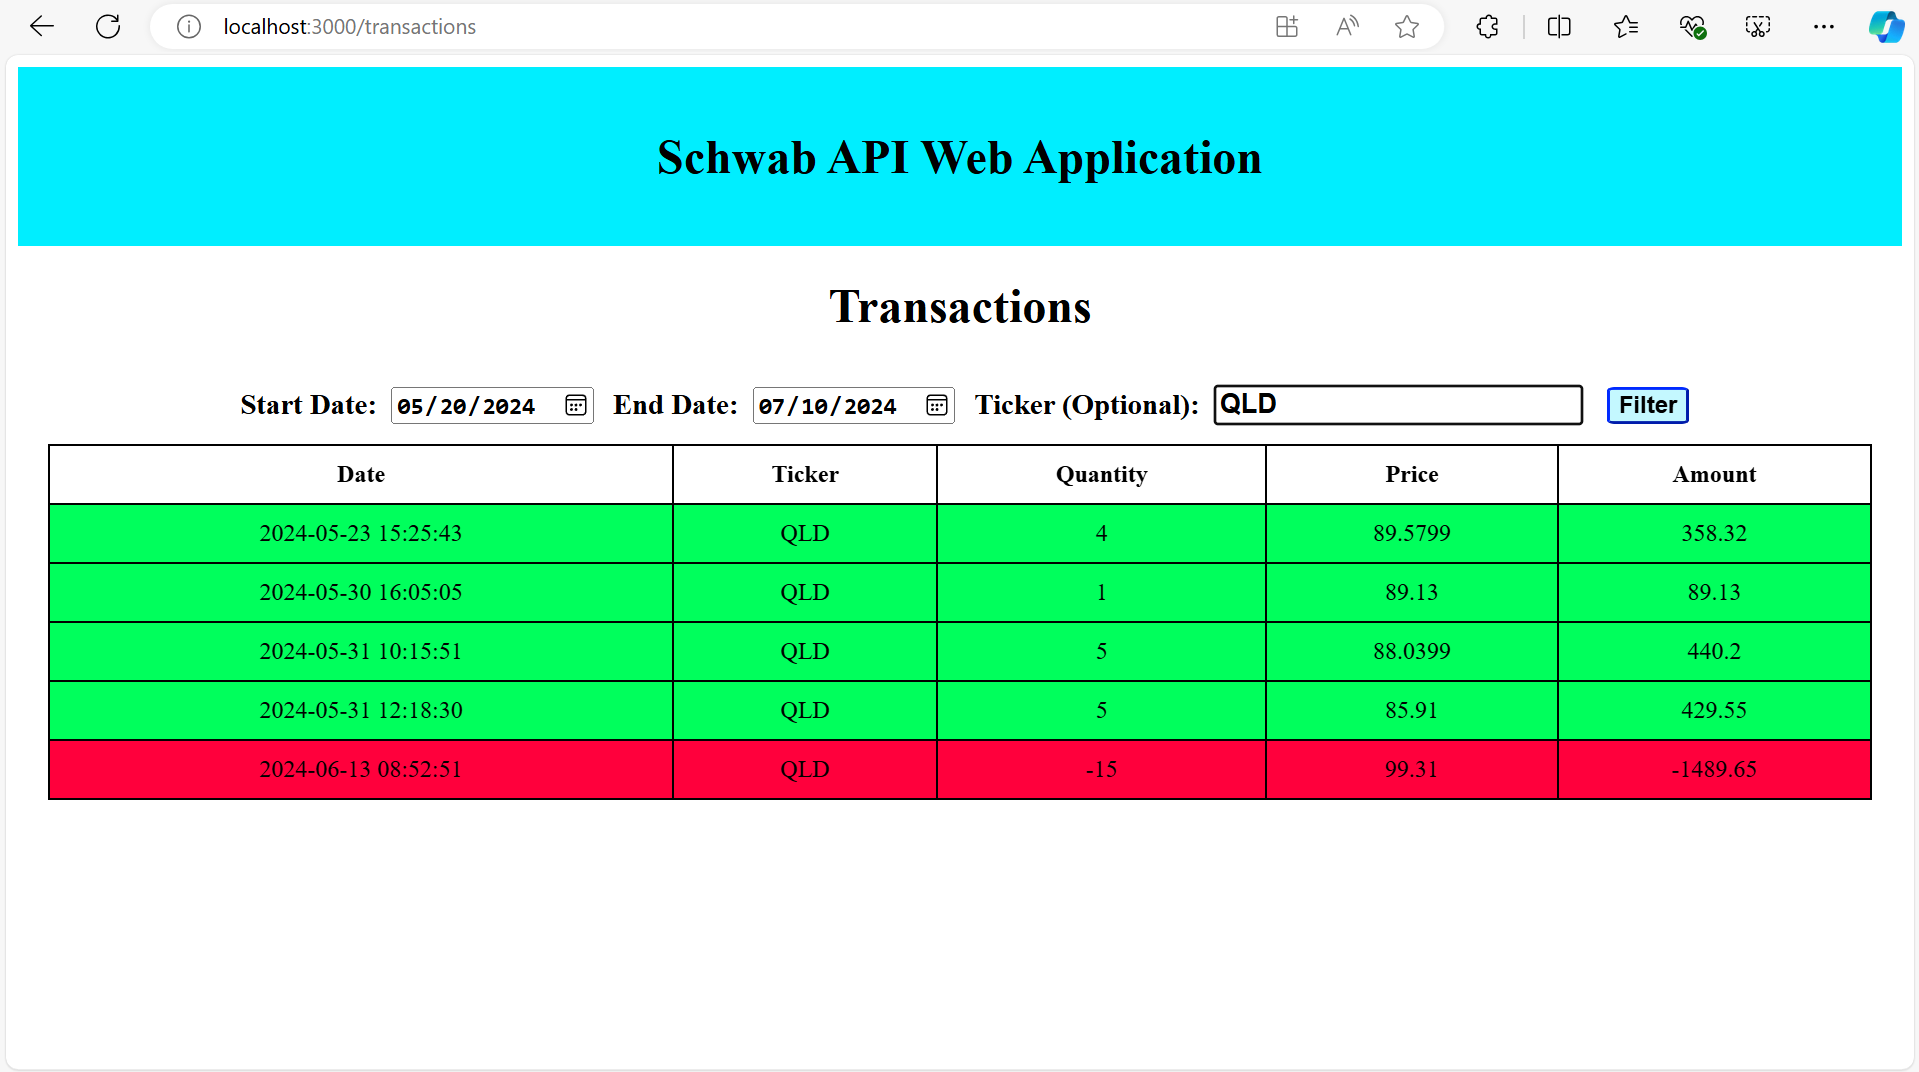 localhost:3000/transactions
Schwab API Web Application
Transactions
Start Date: 05/20/2024 End Date: 07/10/2024 Ticker (Optional): QLD Filter
Date Ticker Quantity Price Amount
2024-05-23 15:25:43 QLD 4 89.5799 358.32
2024-05-30 16:05:05 QLD 1 89.13 89.13
2024-05-31 10:15:51 QLD 5 88.0399 440.2
2024-05-31 12:18:30 QLD 5 85.91 429.55
2024-06-13 08:52:51 QLD -15 99.31 -1489.65